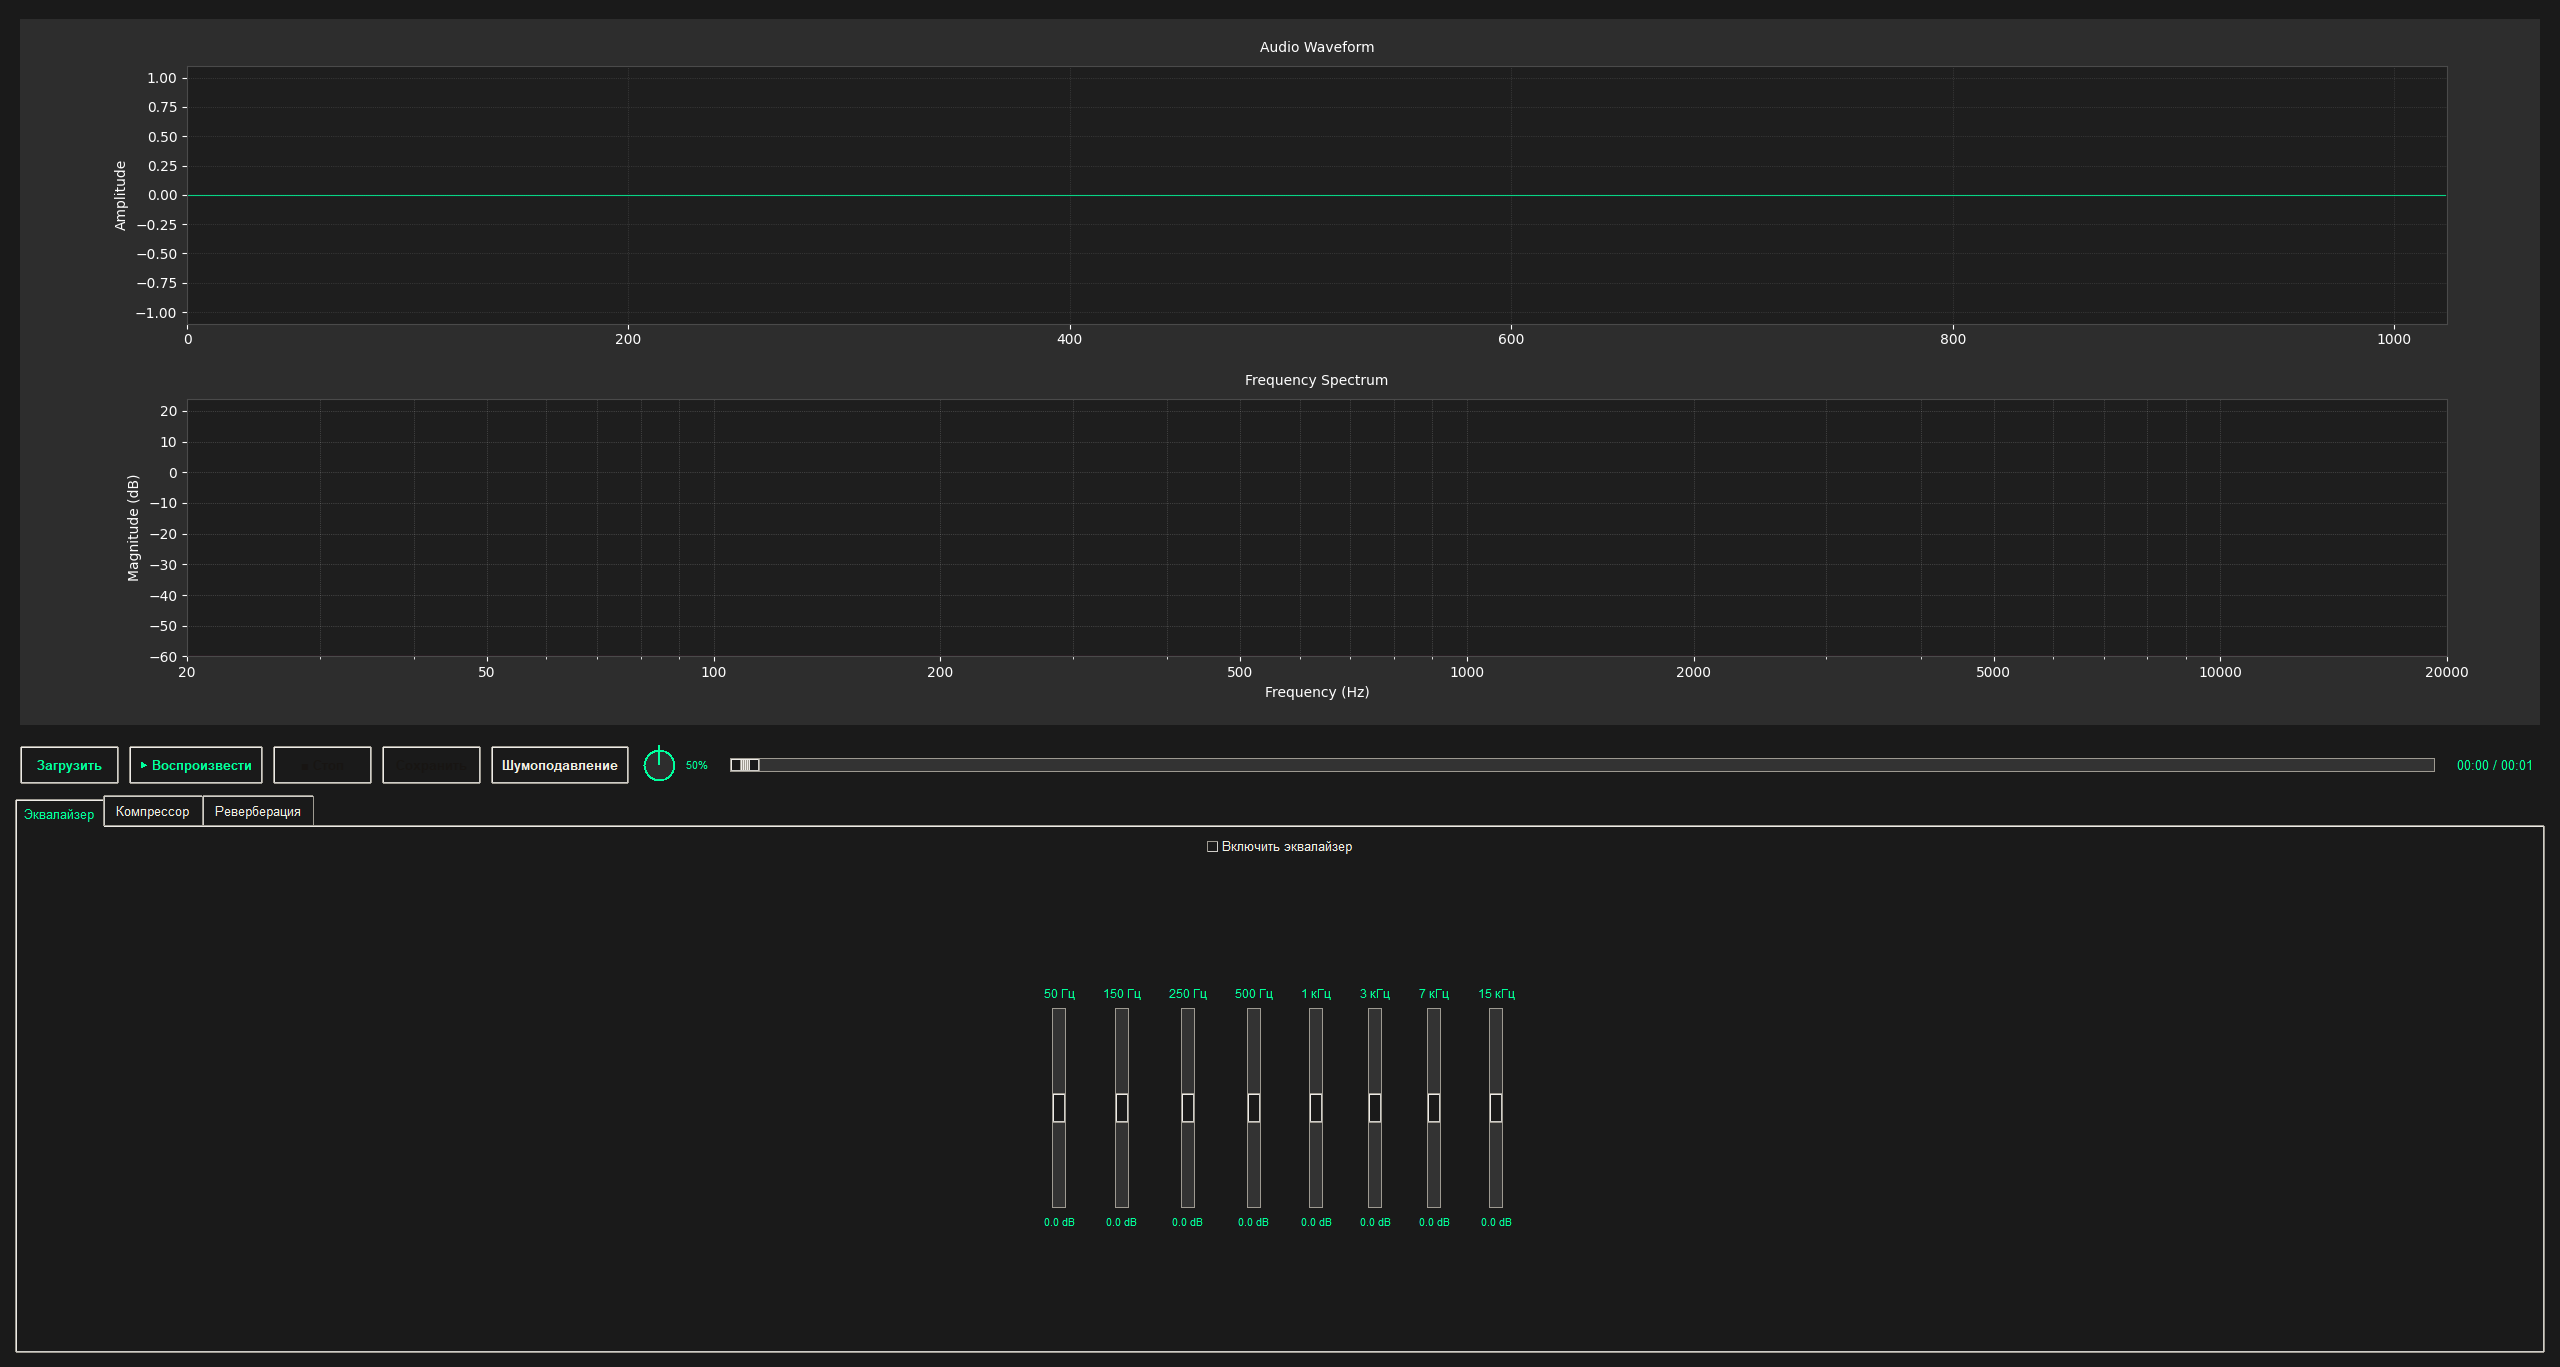 Audio Waveform
1.00
0.75
0.50
0.25
0.00
−0.25
−0.50
−0.75
−1.00
Amplitude
0 200 400 600 800 1000
Frequency Spectrum
20
10
0
−10
−20
−30
−40
−50
−60
Magnitude (dB)
20 50 100 200 500 1000 2000 5000 10000 20000
Frequency (Hz)
Загрузить Воспроизвести Шумоподавление 50% 00:00 / 00:01
Эквалайзер Компрессор Реверберация
Включить эквалайзер
50 Гц 150 Гц 250 Гц 500 Гц 1 кГц 3 кГц 7 кГц 15 кГц
0.0 dB 0.0 dB 0.0 dB 0.0 dB 0.0 dB 0.0 dB 0.0 dB 0.0 dB